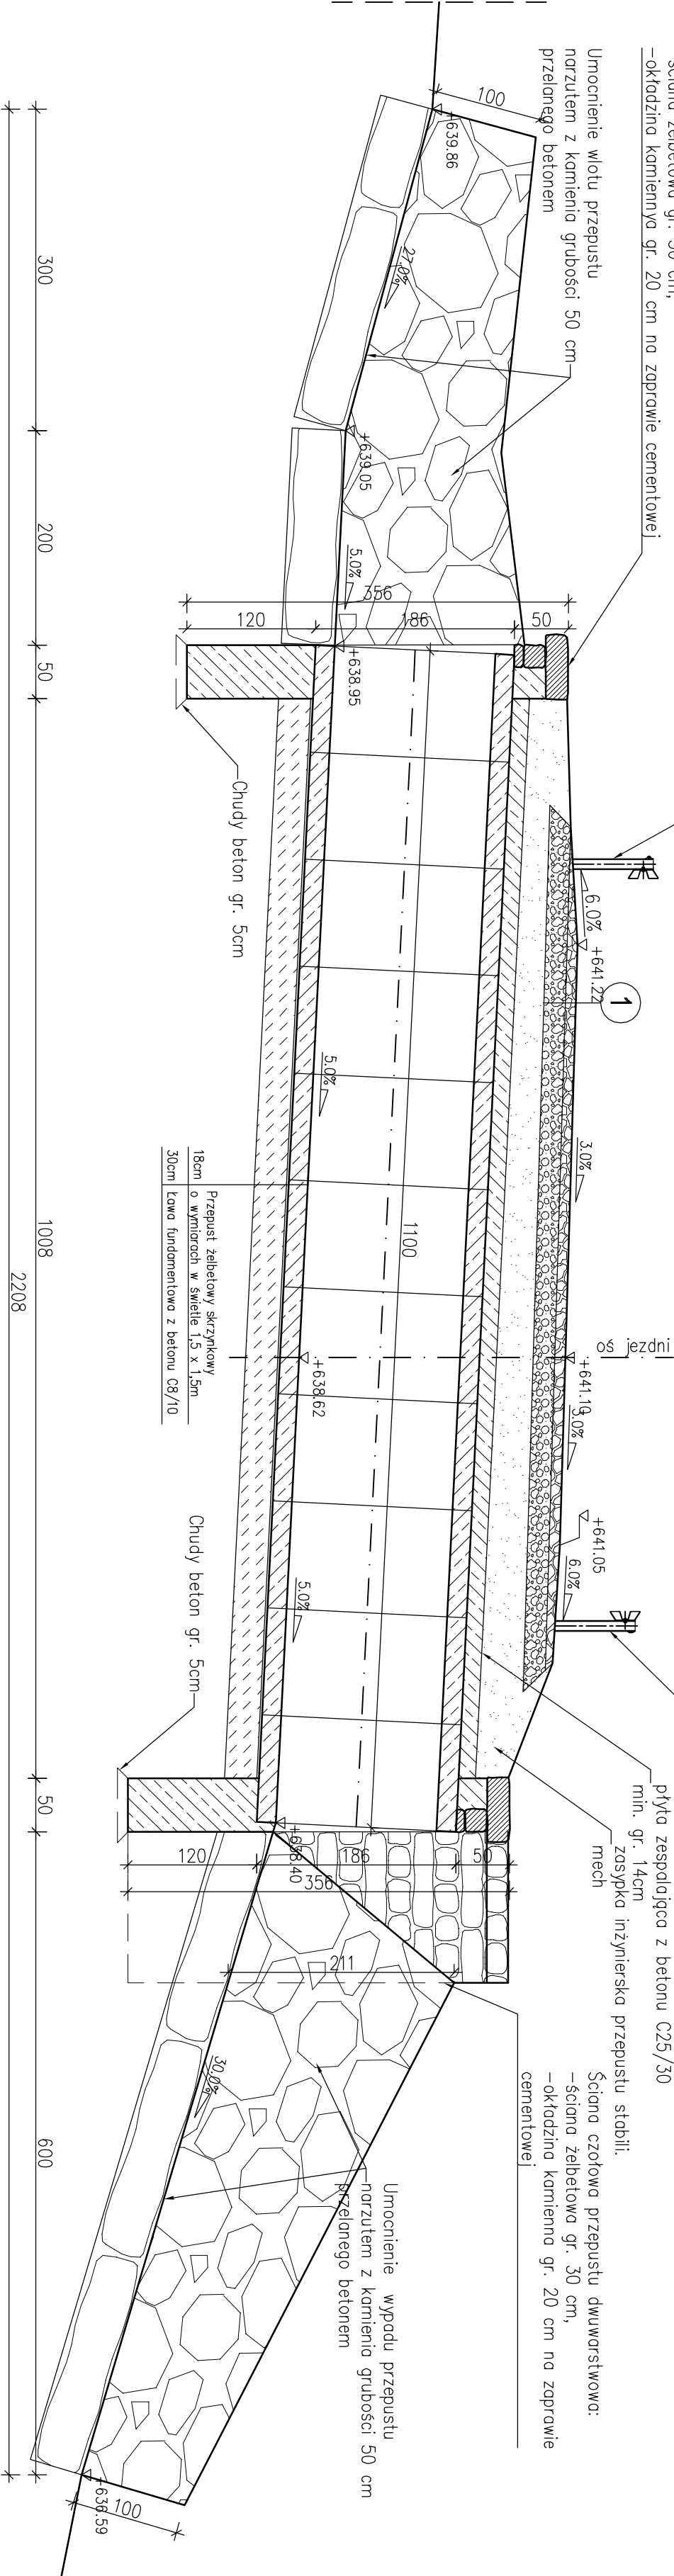 -okładzina kamiennya gr. 20 cm na zaprawie cementowej
Umocnienie wlotu przepustu
narzutem z kamienia grubości 50 cm
przelanego betonem
100
+639.86
27.0%
+639.05
5.0%
356
120
186
50
+638.95
300
200
50
1008
50
600
2208
Chudy beton gr. 5cm
6.0%
+641.22
1
3.0%
5.0%
1100
Przepust żelbetowy skrzynkowy
18cm o wymiarach w świetle 1,5 x 1,5m
30cm Ława fundamentowa z betonu C8/10
oś jezdni
+641.10
+638.62
3.0%
+641.05
6.0%
5.0%
Chudy beton gr. 5cm
płyta zespalająca z betonu C25/30
min. gr. 14cm
zasypka inżynierska przepustu stabili.
mech
+638.40
120
186
50
356
211
Ściana czołowa przepustu dwuwarstwowa:
-ściana żelbetowa gr. 30 cm,
-okładzina kamienna gr. 20 cm na zaprawie
cementowej
30.0%
Umocnienie wypadu przepustu
narzutem z kamienia grubości 50 cm
przelanego betonem
+636.59
100